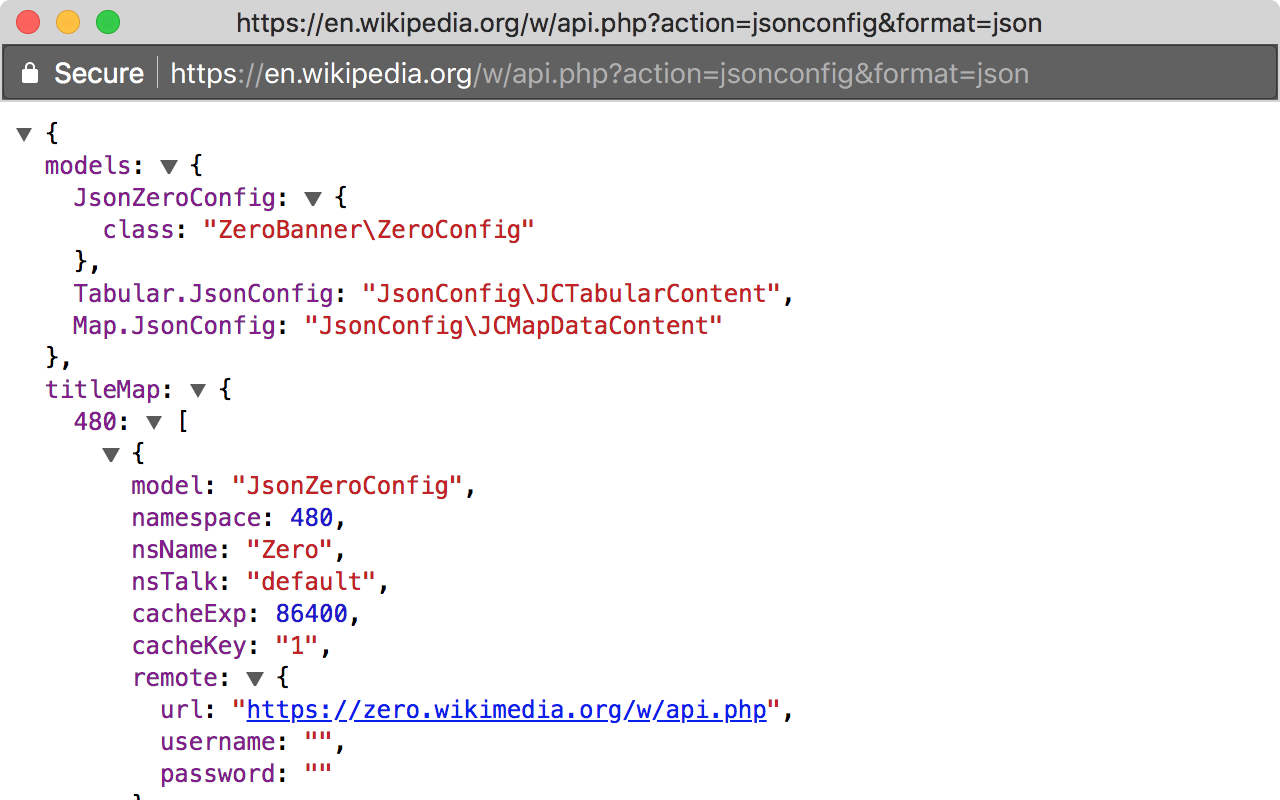 https://en.wikipedia.org/w/api.php?action=jsonconfig&format=json
Secure https://en.wikipedia.org/w/api.php?action=jsonconfig&format=json
{
models: {
JsonZeroConfig: {
class: "ZeroBanner\ZeroConfig"
},
Tabular.JsonConfig: "JsonConfig\JCTabularContent",
Map.JsonConfig: "JsonConfig\JCMapDataContent"
},
titleMap: {
480: [
{
model: "JsonZeroConfig",
namespace: 480,
nsName: "Zero",
nsTalk: "default",
cacheExp: 86400,
cacheKey: "1",
remote: {
url: "https://zero.wikimedia.org/w/api.php",
username: "",
password: ""